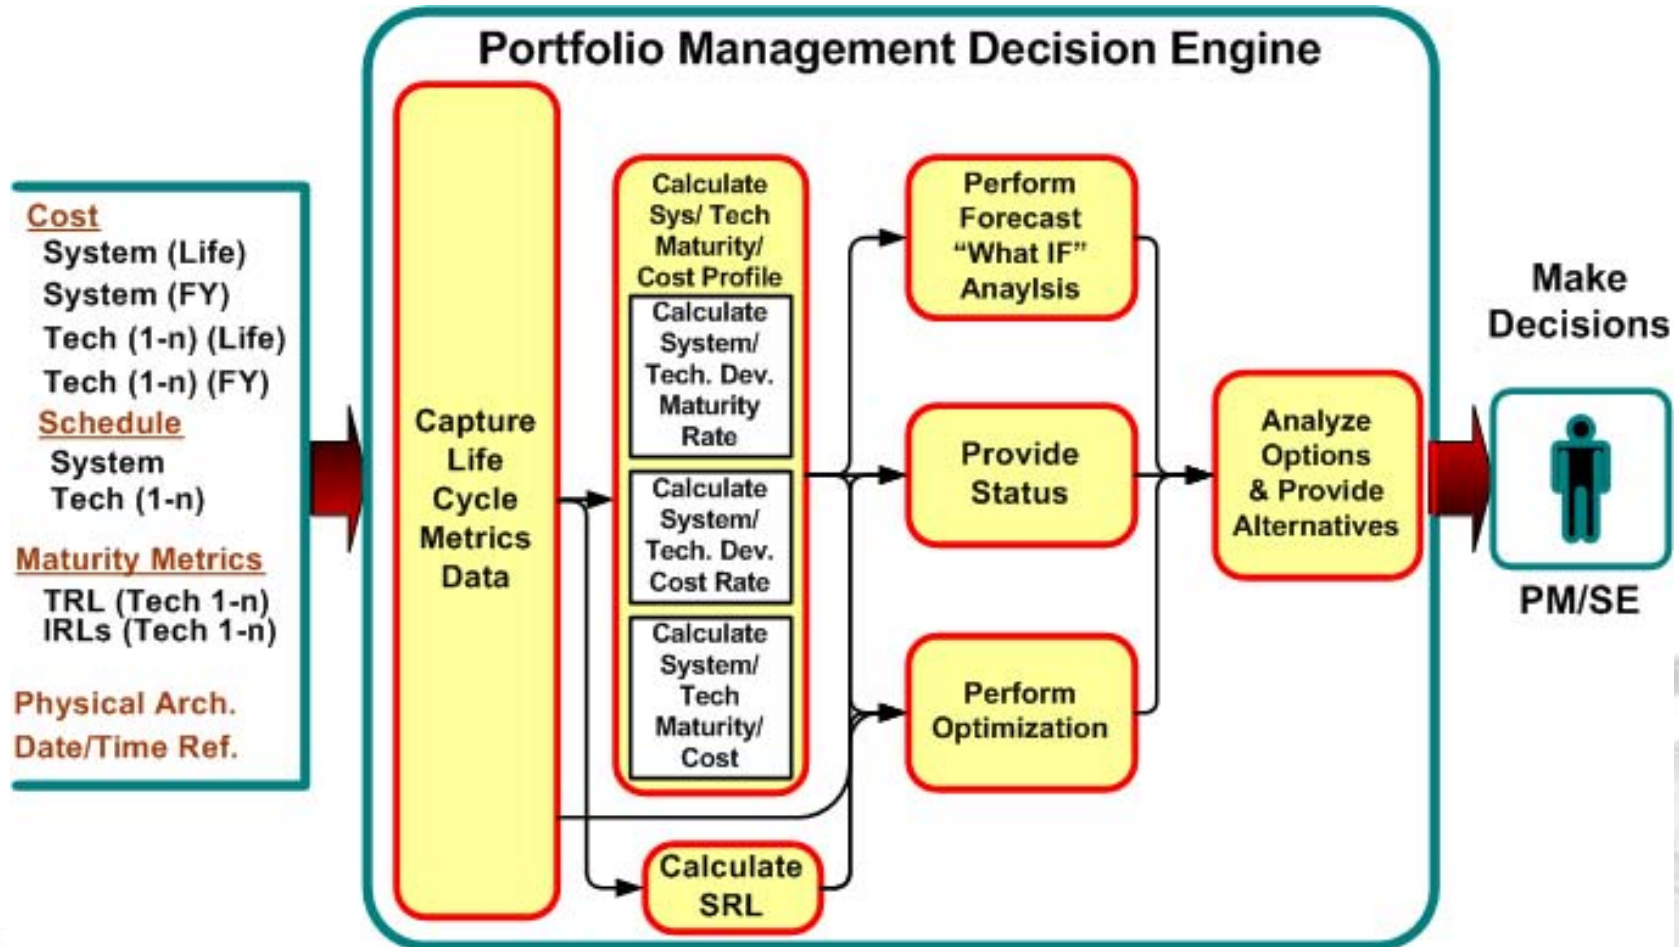 Portfolio Management Decision Engine
Cost
System (Life)
System (FY)
Tech (1-n) (Life)
Tech (1-n) (FY)
Schedule
System
Tech (1-n)
Maturity Metrics
TRL (Tech 1-n)
IRLs (Tech 1-n)
Physical Arch.
Date/Time Ref.
Capture
Life
Cycle
Metrics
Data
Calculate
Sys/ Tech
Maturity/
Cost Profile
Calculate
System/
Tech. Dev.
Maturity
Rate
Calculate
System/
Tech. Dev.
Cost Rate
Calculate
System/
Tech
Maturity/
Cost
Calculate
SRL
Perform
Forecast
“What IF”
Anaylsis
Provide
Status
Perform
Optimization
Analyze
Options
& Provide
Alternatives
Make
Decisions
PM/SE